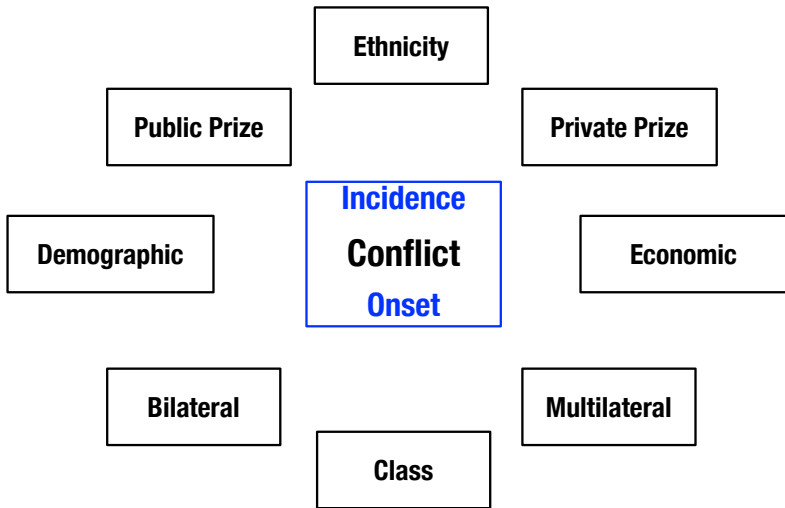 Ethnicity
Public Prize
Private Prize
Incidence
Demographic
Conflict
Economic
Onset
Bilateral
Multilateral
Class